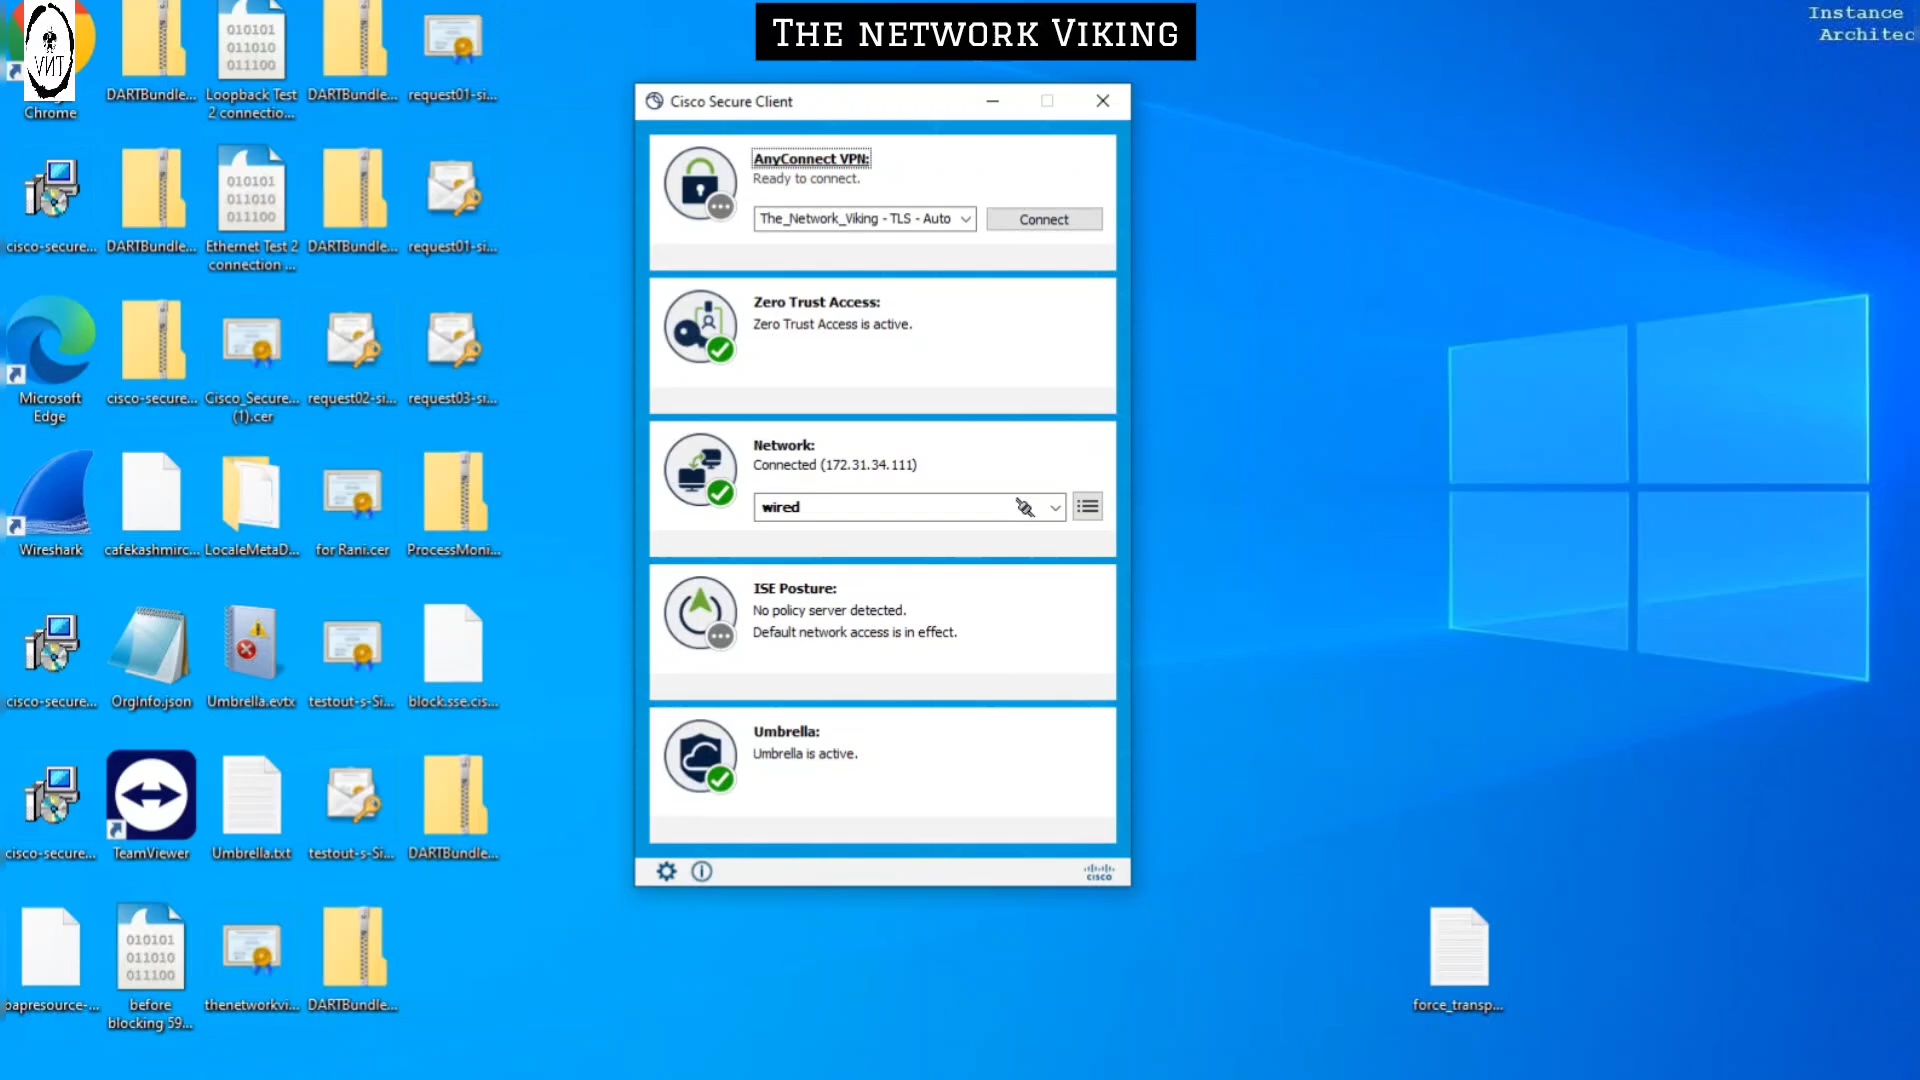 THE NETWORK VIKING
Instance
Architec
VNT
Chrome
DARTBundle...
Loopback Test
2 connectio...
DARTBundle...
request01-si...
cisco-secure...
DARTBundle...
Ethernet Test 2
connection ...
DARTBundle...
request01-si...
Microsoft
Edge
cisco-secure...
Cisco_Secure...
(1).cer
request02-si...
request03-si...
Wireshark
cafekashmirc...
LocaleMetaD...
for Rani.cer
ProcessMoni...
cisco-secure...
OrgInfo.json
Umbrella.evtx
testout-s-Si...
block.sse.cis...
cisco-secure...
TeamViewer
Umbrella.txt
testout-s-Si...
DARTBundle...
bapresource-...
before
blocking 59...
thenetworkvi...
DARTBundle...
Cisco Secure Client
AnyConnect VPN:
Ready to connect.
The_Network_Viking - TLS - Auto
Connect
Zero Trust Access:
Zero Trust Access is active.
Network:
Connected (172.31.34.111)
wired
ISE Posture:
No policy server detected.
Default network access is in effect.
Umbrella:
Umbrella is active.
CISCO
force_transp...